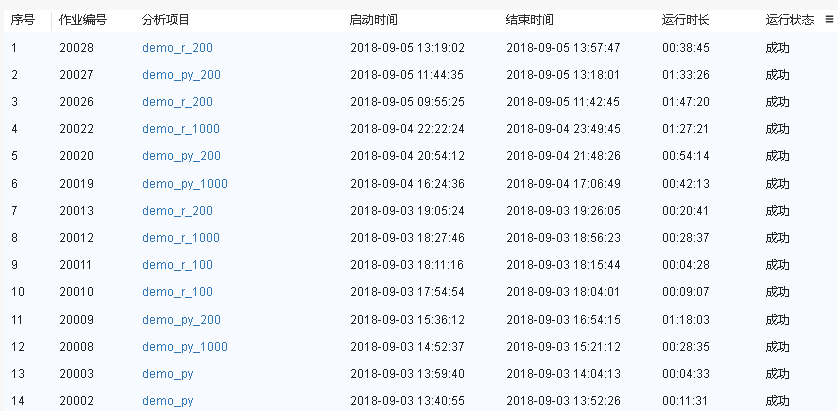 序号 作业编号 分析项目 启动时间 结束时间 运行时长 运行状态
1 20028 demo_r_200 2018-09-05 13:19:02 2018-09-05 13:57:47 00:38:45 成功
2 20027 demo_py_200 2018-09-05 11:44:35 2018-09-05 13:18:01 01:33:26 成功
3 20026 demo_r_200 2018-09-05 09:55:25 2018-09-05 11:42:45 01:47:20 成功
4 20022 demo_r_1000 2018-09-04 22:22:24 2018-09-04 23:49:45 01:27:21 成功
5 20020 demo_py_200 2018-09-04 20:54:12 2018-09-04 21:48:26 00:54:14 成功
6 20019 demo_py_1000 2018-09-04 16:24:36 2018-09-04 17:06:49 00:42:13 成功
7 20013 demo_r_200 2018-09-03 19:05:24 2018-09-03 19:26:05 00:20:41 成功
8 20012 demo_r_1000 2018-09-03 18:27:46 2018-09-03 18:56:23 00:28:37 成功
9 20011 demo_r_100 2018-09-03 18:11:16 2018-09-03 18:15:44 00:04:28 成功
10 20010 demo_r_100 2018-09-03 17:54:54 2018-09-03 18:04:01 00:09:07 成功
11 20009 demo_py_200 2018-09-03 15:36:12 2018-09-03 16:54:15 01:18:03 成功
12 20008 demo_py_1000 2018-09-03 14:52:37 2018-09-03 15:21:12 00:28:35 成功
13 20003 demo_py 2018-09-03 13:59:40 2018-09-03 14:04:13 00:04:33 成功
14 20002 demo_py 2018-09-03 13:40:55 2018-09-03 13:52:26 00:11:31 成功